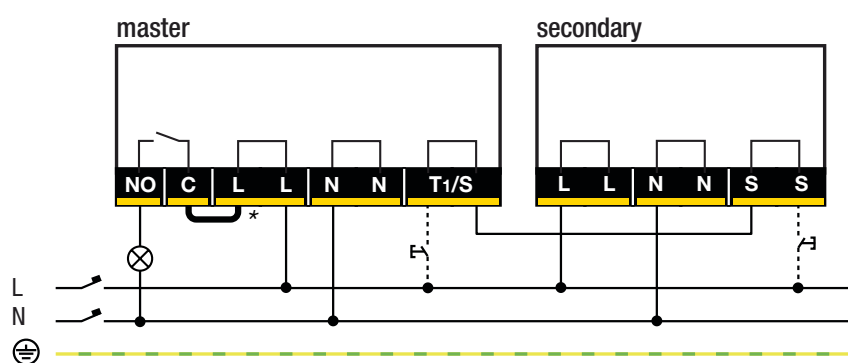 master secondary
NO C L L N N T1/S L L N N S S
*
L
N